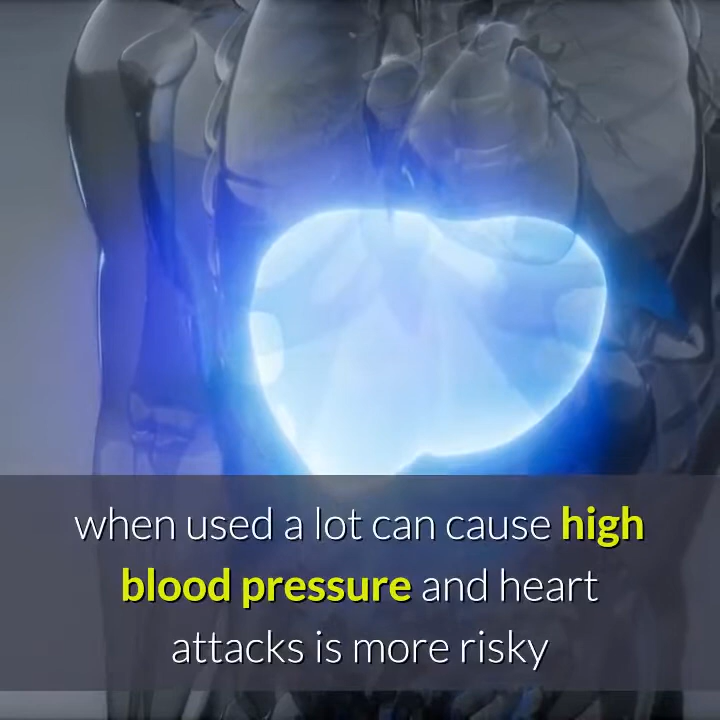 when used a lot can cause high
blood pressure and heart
attacks is more risky